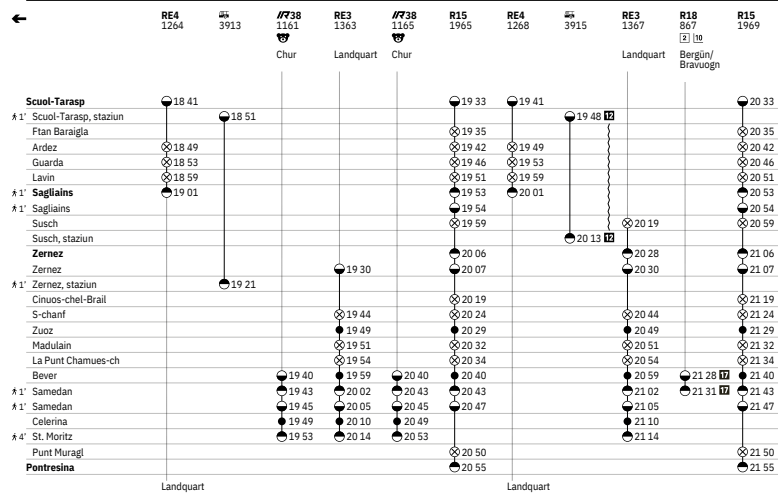 ← RE4 3913 IR38 RE3 IR38 R15 RE4 RE3 R18 R15
1264 3913 1161 1363 1165 1965 1268 3915 1367 867 1969
2 10
Chur Landquart Chur Landquart Bergün/
Bravuogn
Scuol-Tarasp 18 41 19 33 19 41 20 33
1' Scuol-Tarasp, staziun 18 51 19 48 12
Ftan Baraigla 19 35 20 35
Ardez 18 49 19 42 19 49 20 42
Guarda 18 53 19 46 19 53 20 46
Lavin 18 59 19 51 19 59 20 51
1' Sagliains 19 01 19 53 20 01 20 53
1' Sagliains 19 54 20 54
Susch 19 59 20 19 20 59
Susch, staziun 20 13 12
Zernez 20 06 20 28 21 06
Zernez 19 30 20 07 20 30 21 07
1' Zernez, staziun 19 21
Cinuos-chel-Brail 20 19 21 19
S-chanf 19 44 20 24 20 44 21 24
Zuoz 19 49 20 29 20 49 21 29
Madulain 19 51 20 32 20 51 21 32
La Punt Chamues-ch 19 54 20 34 20 54 21 34
Bever 19 40 19 59 20 40 20 40 20 59 21 28 17 21 40
1' Samedan 19 43 20 02 20 43 20 43 21 02 21 31 17 21 43
1' Samedan 19 45 20 05 20 45 20 47 21 05 21 47
Celerina 19 49 20 10 20 49 21 10
4' St. Moritz 19 53 20 14 20 53 21 14
Punt Muragl 20 50 21 50
Pontresina 20 55 21 55
Landquart Landquart